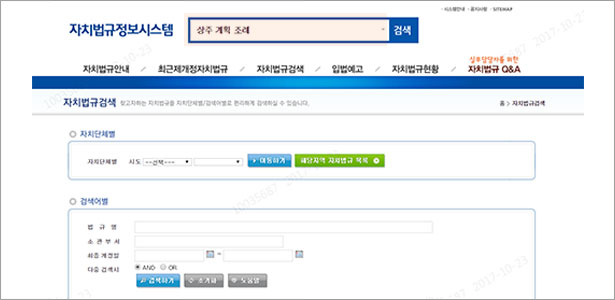 · 시스템안내 · 공지사항 · SITEMAP
자치법규정보시스템
상주 계획 조례
검색
실무담당자를 위한
자치법규안내 / 최근제개정자치법규 / 자치법규검색 / 입법예고 / 자치법규현황 / 자치법규 Q&A
자치법규검색 찾고자하는 자치법규를 자치단체별/검색어별로 편리하게 검색하실 수 있습니다.
홈 > 자치법규검색
자치단체별
자치단체별 시도 --선택---
이동하기
해당지역 자치법규 목록
검색어별
법 규 명
소 관 부 서
최종 개정일 ~
다중 검색시 AND OR
검색하기 초기화 도움말
10035687 2017-10-23